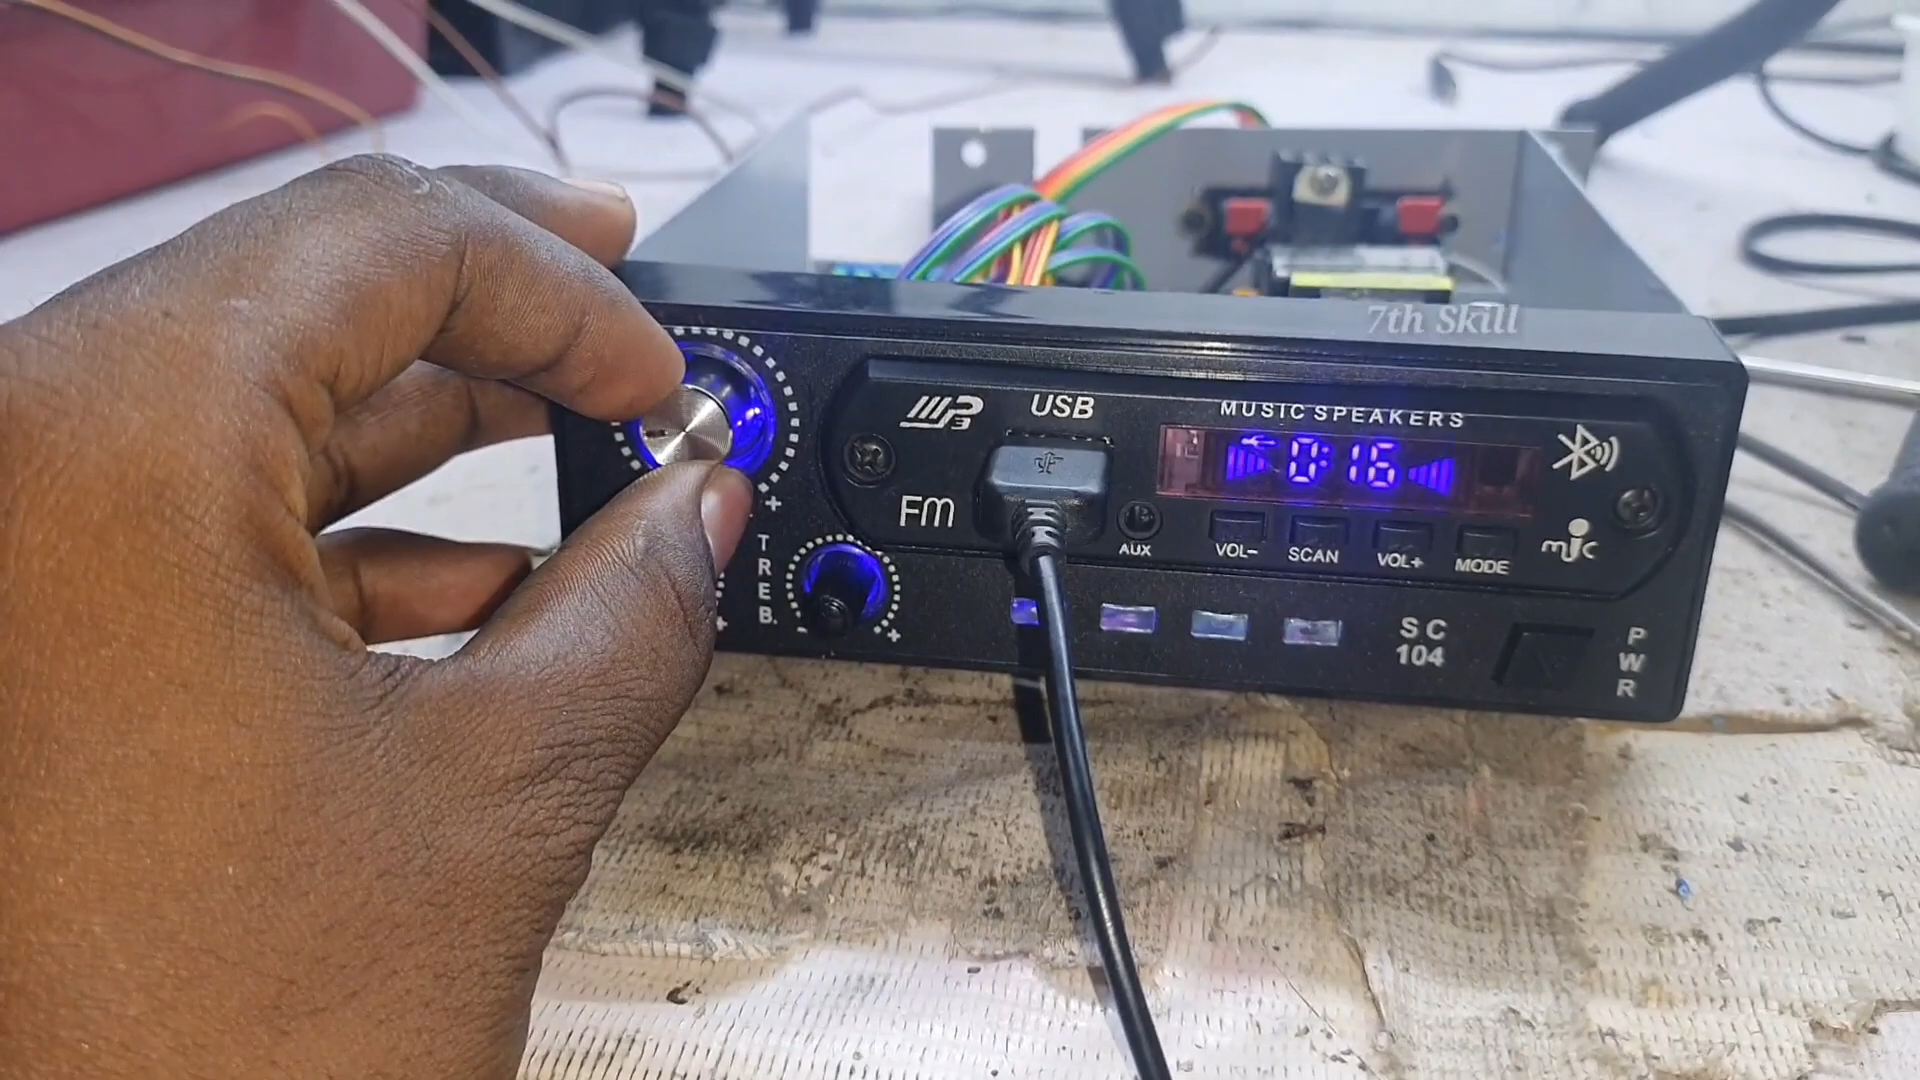 7th Skill
MP3
USB
MUSIC SPEAKERS
0:16
FM
AUX
VOL-
SCAN
VOL+
MODE
mic
TREB.
- +
+
+
SC
104
PWR